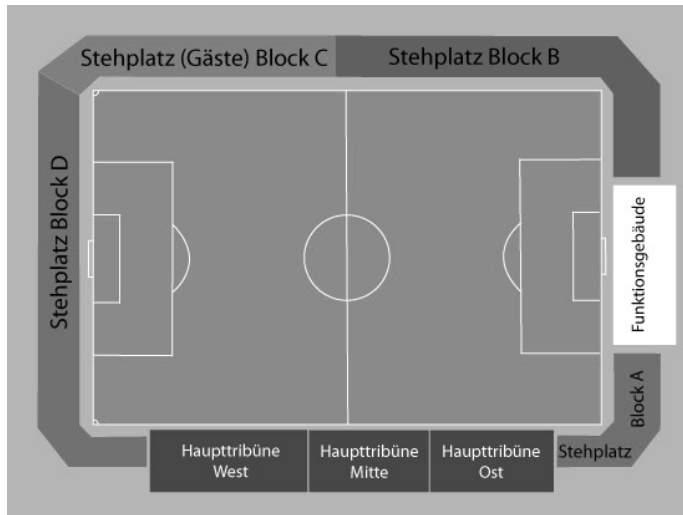 Stehplatz (Gäste) Block C
Stehplatz Block B
Stehplatz Block D
Funktionsgebäude
Block A
Stehplatz
Haupttribüne
West
Haupttribüne
Mitte
Haupttribüne
Ost